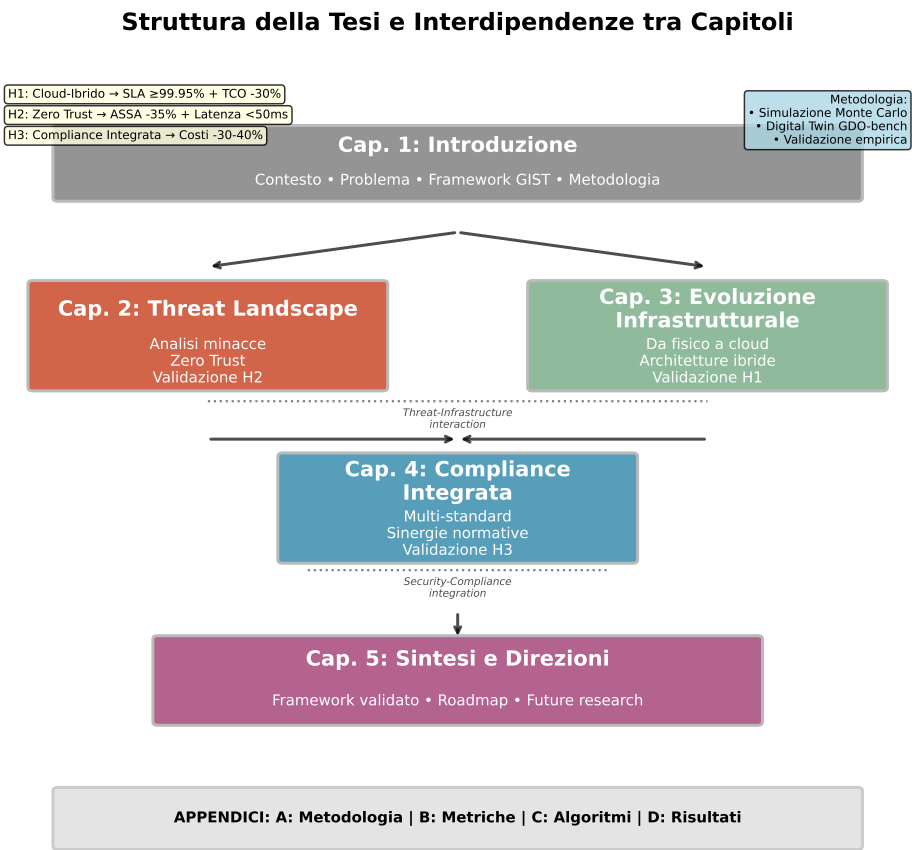 Struttura della Tesi e Interdipendenze tra Capitoli
H1: Cloud-Ibrido → SLA ≥99.95% + TCO -30%
H2: Zero Trust → ASSA -35% + Latenza <50ms
H3: Compliance Integrata → Costi -30-40%
Metodologia:
• Simulazione Monte Carlo
• Digital Twin GDO-bench
• Validazione empirica
Cap. 1: Introduzione
Contesto • Problema • Framework GIST • Metodologia
Cap. 2: Threat Landscape
Analisi minacce
Zero Trust
Validazione H2
Cap. 3: Evoluzione
Infrastrutturale
Da fisico a cloud
Architetture ibride
Validazione H1
Threat-Infrastructure
interaction
Cap. 4: Compliance
Integrata
Multi-standard
Sinergie normative
Validazione H3
Security-Compliance
integration
Cap. 5: Sintesi e Direzioni
Framework validato • Roadmap • Future research
APPENDICI: A: Metodologia | B: Metriche | C: Algoritmi | D: Risultati